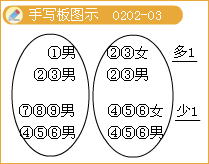 手写板图示 0202-03
①男 ②③女 多1
②③男 ②③男
⑦⑧⑨男 ④⑤⑥女 少1
④⑤⑥男 ④⑤⑥男